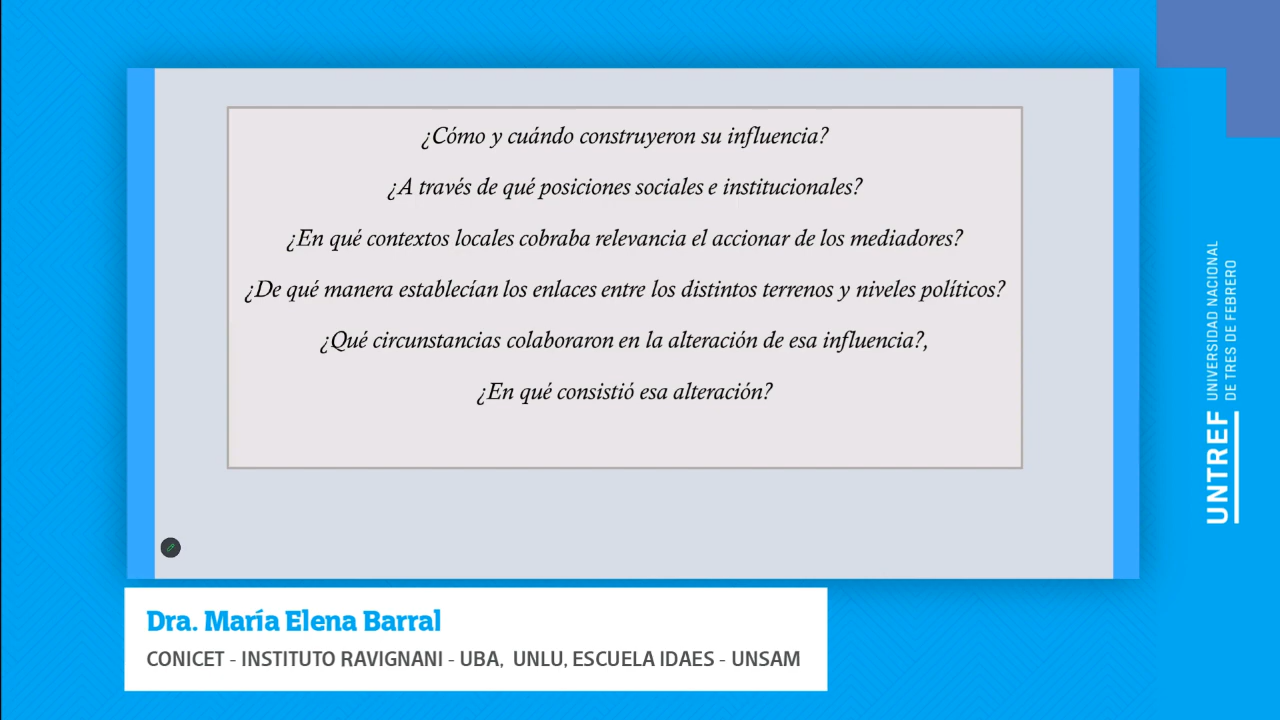 ¿Cómo y cuándo construyeron su influencia?
¿A través de qué posiciones sociales e institucionales?
¿En qué contextos locales cobraba relevancia el accionar de los mediadores?
¿De qué manera establecían los enlaces entre los distintos terrenos y niveles políticos?
¿Qué circunstancias colaboraron en la alteración de esa influencia?,
¿En qué consistió esa alteración?
Dra. María Elena Barral
CONICET - INSTITUTO RAVIGNANI - UBA, UNLU, ESCUELA IDAES - UNSAM
UNTREF
UNIVERSIDAD NACIONAL
DE TRES DE FEBRERO